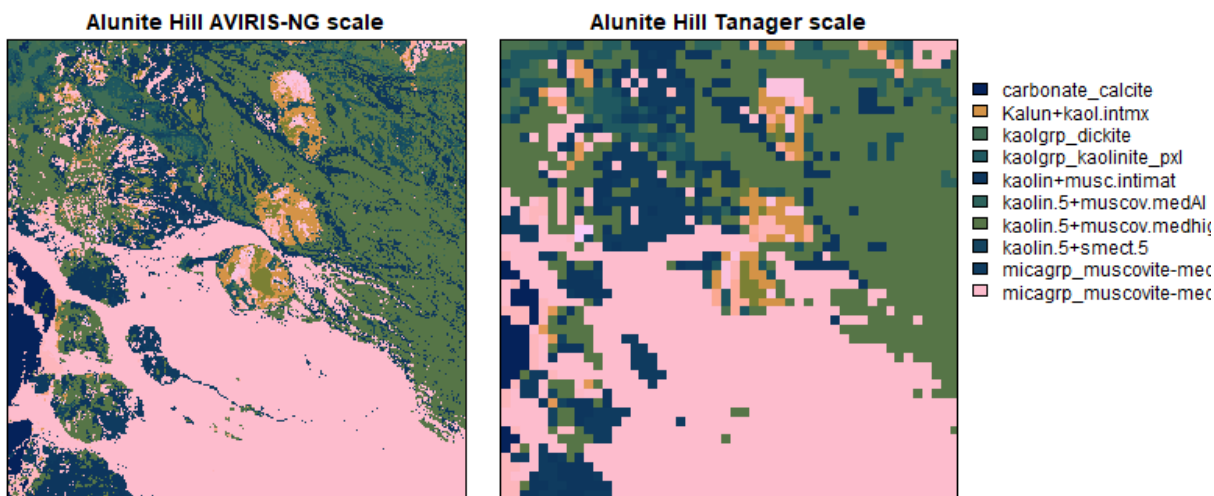 Alunite Hill AVIRIS-NG scale
Alunite Hill Tanager scale
carbonate_calcite
Kalun+kaol.intmx
kaolgrp_dickite
kaolgrp_kaolinite_pxl
kaolin+musc.intimat
kaolin.5+muscov.medAl
kaolin.5+muscov.medhig
kaolin.5+smect.5
micagrp_muscovite-med
micagrp_muscovite-med